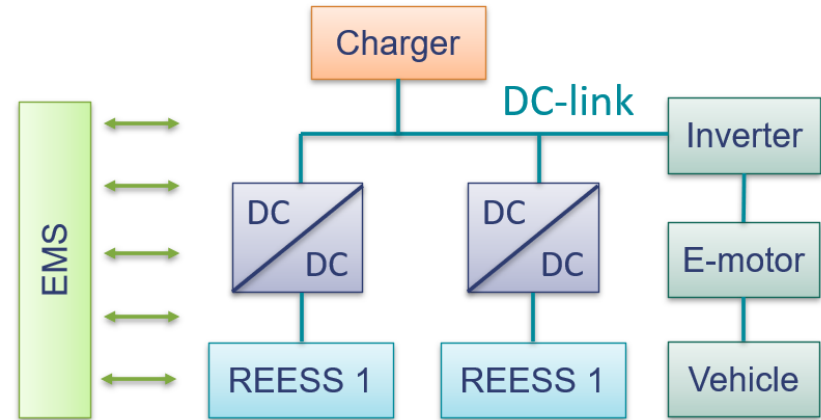 Charger
DC-link
Inverter
EMS
DC
DC
DC
DC
E-motor
REESS 1
REESS 1
Vehicle